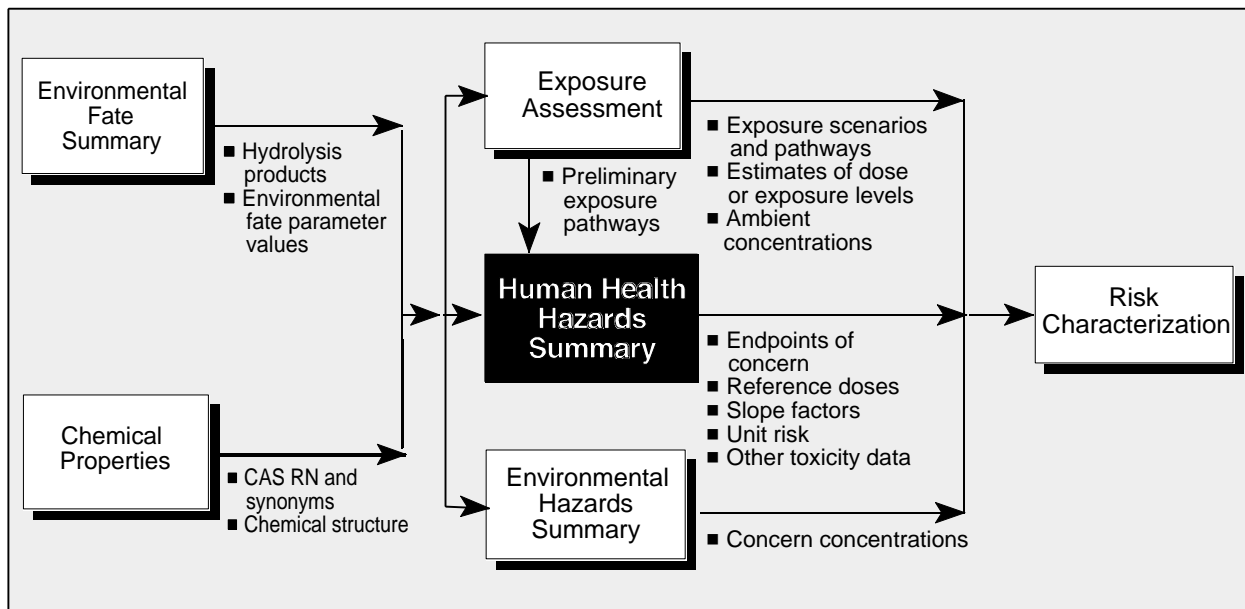 Environmental
Fate
Summary
■ Hydrolysis
products
■ Environmental
fate parameter
values
Chemical
Properties
■ CAS RN and
synonyms
■ Chemical structure
Exposure
Assessment
■ Preliminary
exposure
pathways
Human Health
Hazards
Summary
Environmental
Hazards
Summary
■ Exposure scenarios
and pathways
■ Estimates of dose
or exposure levels
■ Ambient
concentrations
■ Endpoints of
concern
■ Reference doses
■ Slope factors
■ Unit risk
■ Other toxicity data
■ Concern concentrations
Risk
Characterization